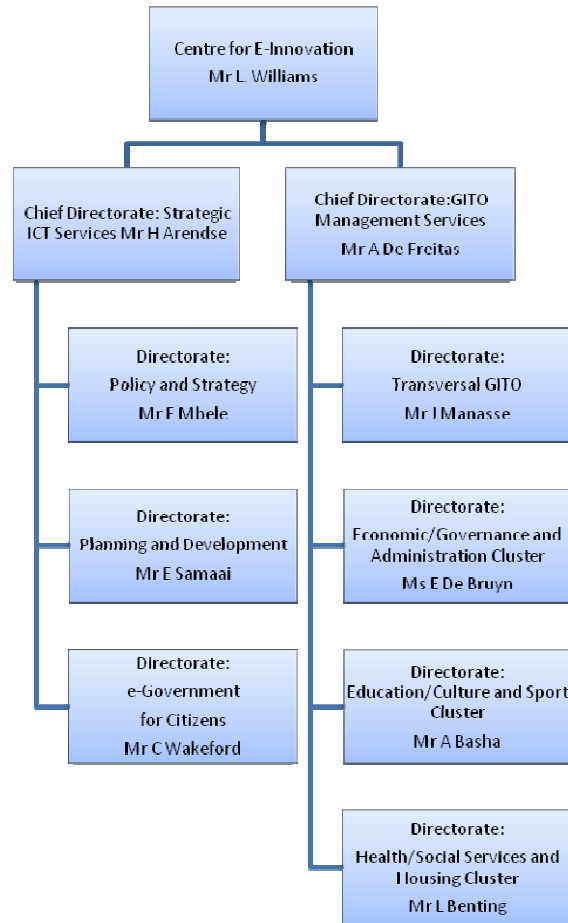 Centre for E-Innovation
Mr L. Williams
Chief Directorate: Strategic
ICT Services Mr H Arendse
Chief Directorate:GITO
Management Services
Mr A De Freitas
Directorate:
Policy and Strategy
Mr F Mbele
Directorate:
Planning and Development
Mr E Samaai
Directorate:
e-Government
for Citizens
Mr C Wakeford
Directorate:
Transversal GITO
Mr J Manasse
Directorate:
Economic/Governance and
Administration Cluster
Ms E De Bruyn
Directorate:
Education/Culture and Sport
Cluster
Mr A Basha
Directorate:
Health/Social Services and
Housing Cluster
Mr L Benting